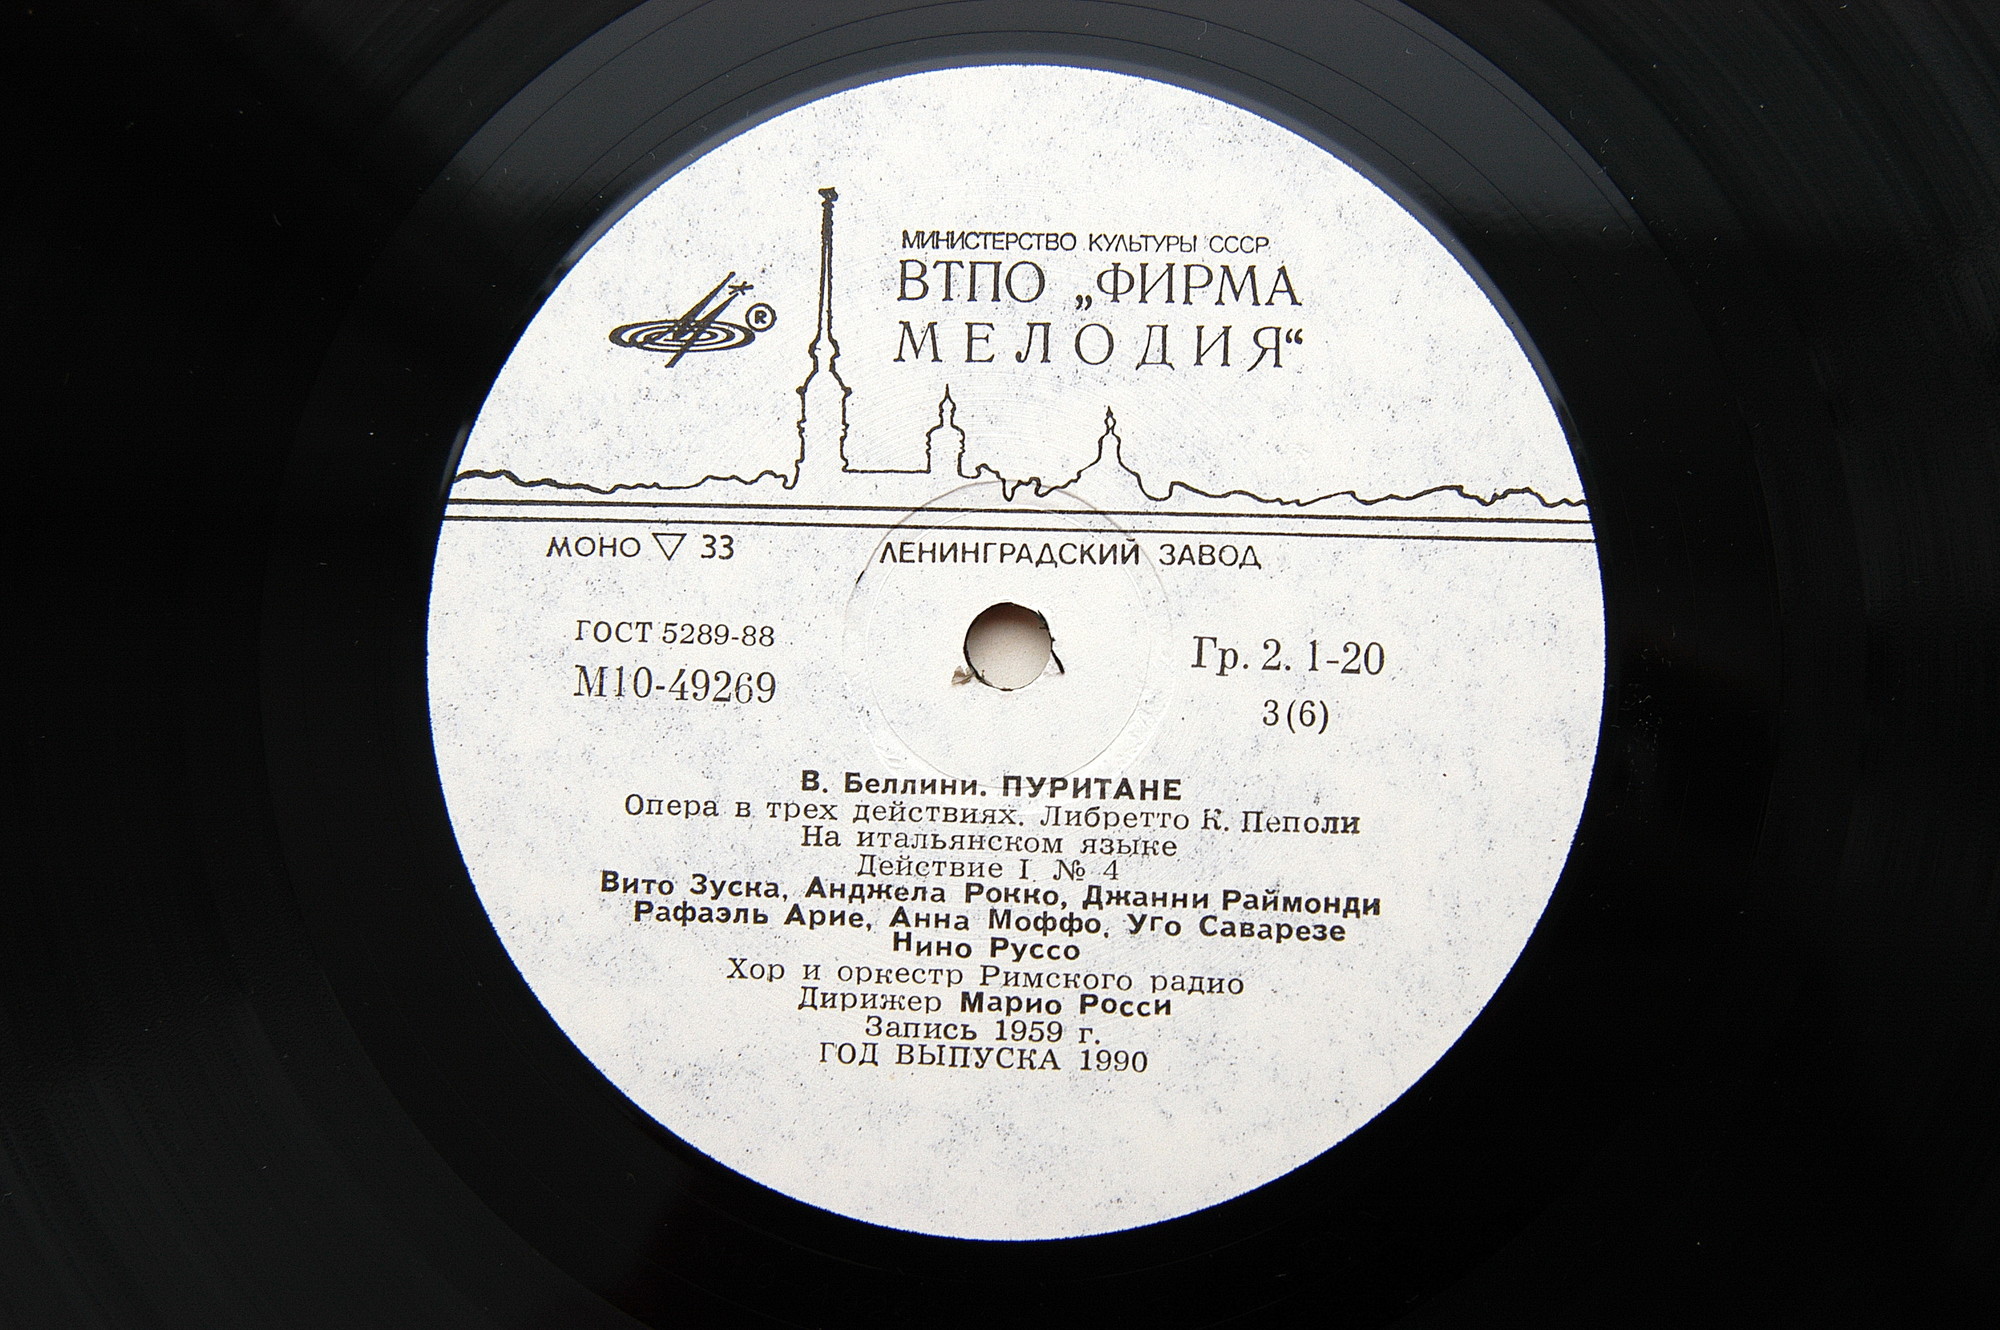 МИНИСТЕРСТВО КУЛЬТУРЫ СССР
ВТПО „ФИРМА
МЕЛОДИЯ“
®
МОНО ▽ 33
ЛЕНИНГРАДСКИЙ ЗАВОД
ГОСТ 5289-88
М10-49269
Гр. 2. 1-20
3(6)
В. Беллини. ПУРИТАНЕ
Опера в трех действиях. Либретто К. Пеполи
На итальянском языке
Действие I. № 4
Вито Зуска, Анджела Рокко, Джанни Раймонди
Рафаэль Арие, Анна Моффо, Уго Саварезе
Нино Руссо
Хор и оркестр Римского радио
Дирижер Марио Росси
Запись 1959 г.
ГОД ВЫПУСКА 1990